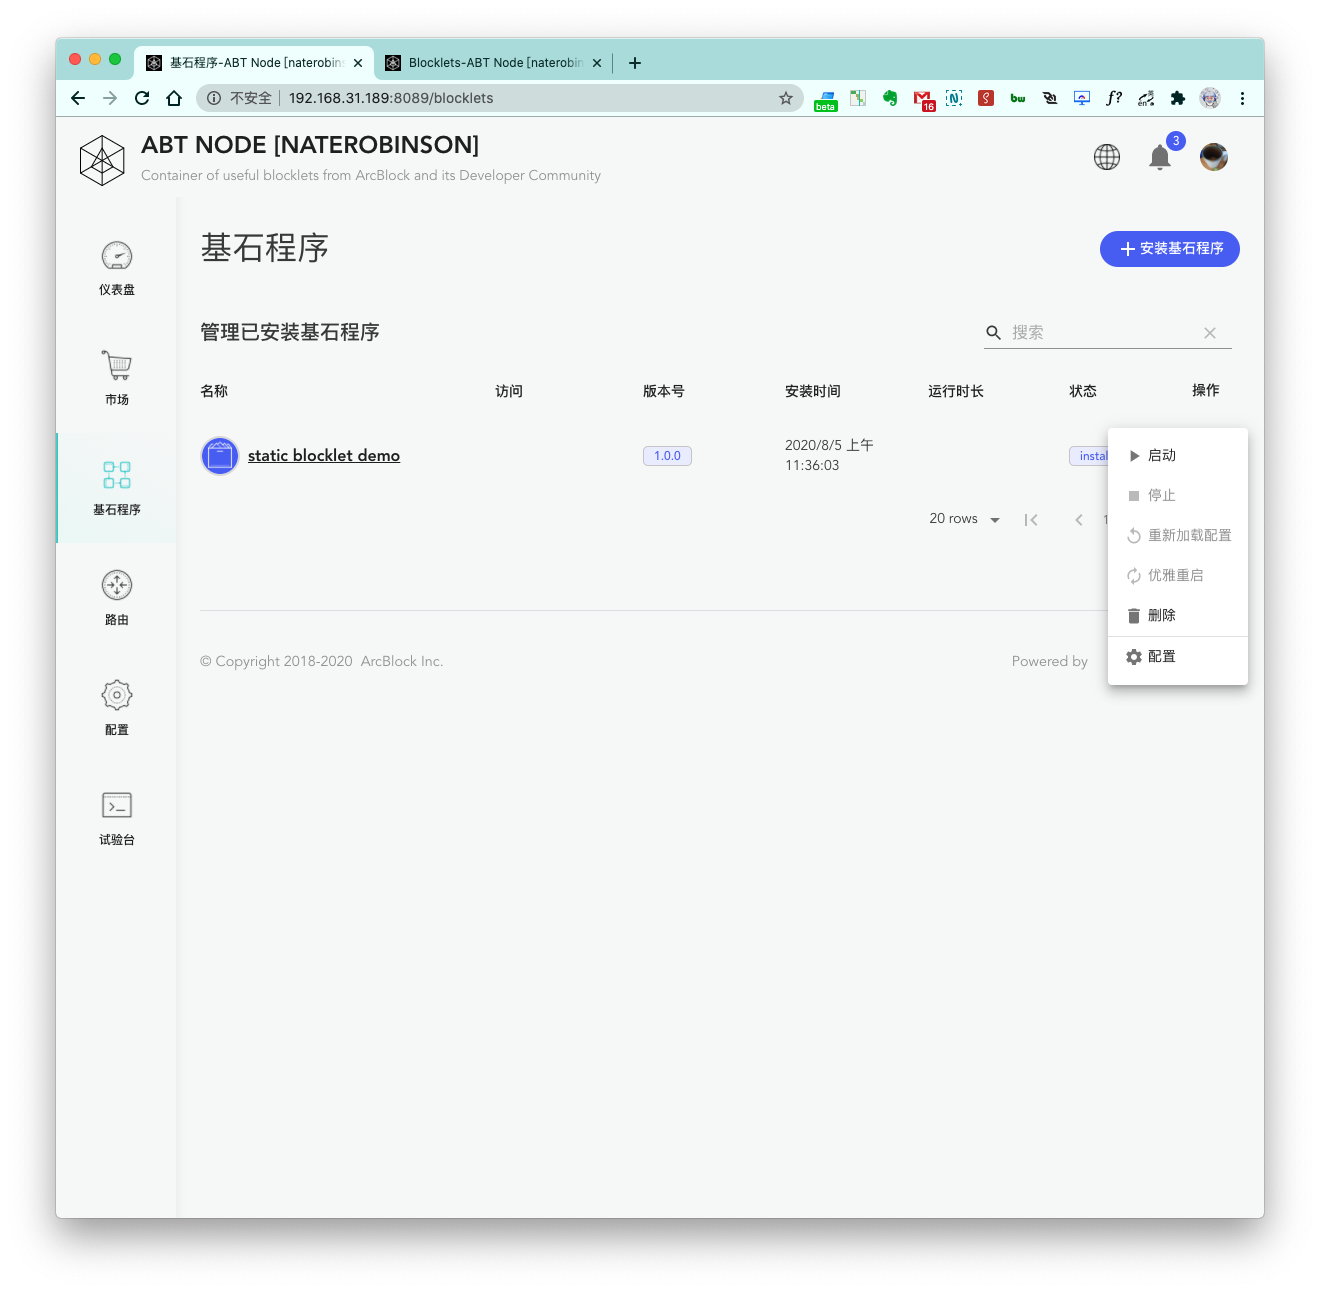 基石程序-ABT Node [naterobins
Blocklets-ABT Node [naterobin
不安全
192.168.31.189:8089/blocklets
beta
16
bw
f?
en
英
ABT NODE [NATEROBINSON]
Container of useful blocklets from ArcBlock and its Developer Community
3
仪表盘
市场
基石程序
路由
配置
试验台
基石程序
安装基石程序
管理已安装基石程序
搜索
名称 访问 版本号 安装时间 运行时长 状态 操作
static blocklet demo
1.0.0
2020/8/5 上午
11:36:03
instal
20 rows
1
启动
停止
重新加载配置
优雅重启
删除
配置
© Copyright 2018-2020 ArcBlock Inc.
Powered by